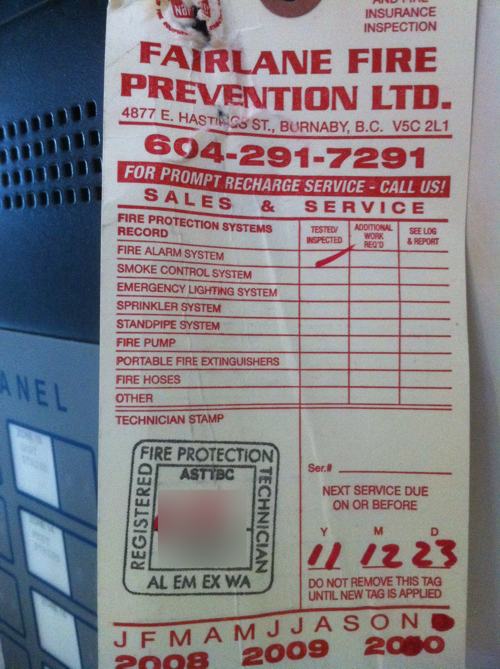 AND FIRE
INSURANCE
INSPECTION
FAIRLANE FIRE
PREVENTION LTD.
4877 E. HASTINGS ST., BURNABY, B.C. V5C 2L1
604-291-7291
FOR PROMPT RECHARGE SERVICE - CALL US!
SALES & SERVICE
FIRE PROTECTION SYSTEMS RECORD
TESTED/ INSPECTED
ADDITIONAL WORK REQ'D
SEE LOG & REPORT
FIRE ALARM SYSTEM
SMOKE CONTROL SYSTEM
EMERGENCY LIGHTING SYSTEM
SPRINKLER SYSTEM
STANDPIPE SYSTEM
FIRE PUMP
PORTABLE FIRE EXTINGUISHERS
FIRE HOSES
OTHER
ANEL
TECHNICIAN STAMP
FIRE PROTECTION
REGISTERED
ASTTBC
TECHNICIAN
AL EM EX WA
Ser.#
NEXT SERVICE DUE
ON OR BEFORE
Y M D
11 12 23
DO NOT REMOVE THIS TAG
UNTIL NEW TAG IS APPLIED
J F M A M J J A S O N
2008 2009